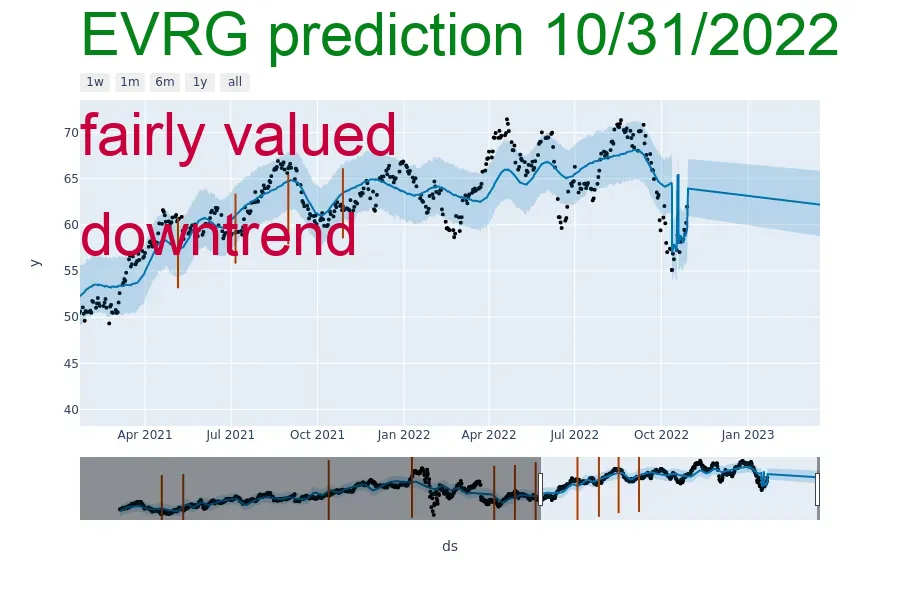 EVRG prediction 10/31/2022
1w 1m 6m 1y all
fairly valued
downtrend
70
65
60
55
50
45
40
y
Apr 2021 Jul 2021 Oct 2021 Jan 2022 Apr 2022 Jul 2022 Oct 2022 Jan 2023
ds